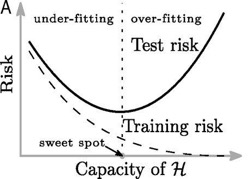 A
under-fitting
over-fitting
Test risk
Risk
Training risk
sweet spot
Capacity of ℋ